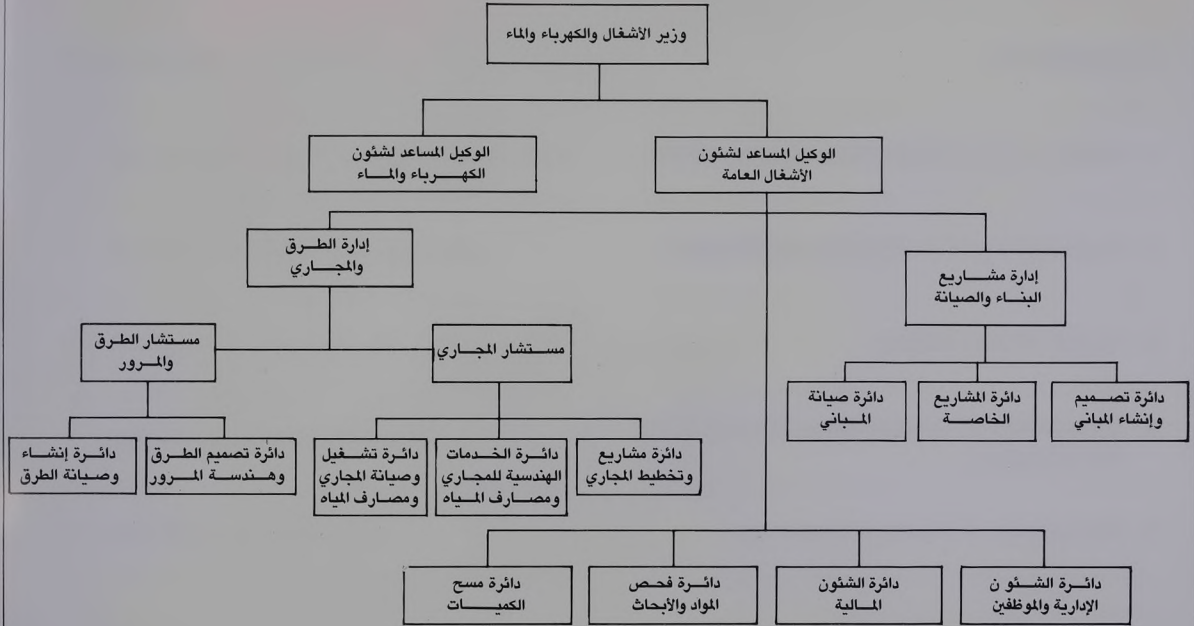 وزير الأشغال والكهرباء والماء
الوكيل المساعد لشئون
الأشغال العامة
الوكيل المساعد لشئون
الكهرباء والماء
إدارة مشاريع
البناء والصيانة
إدارة الطرق
والمجاري
دائرة تصميم
وإنشاء المباني
دائرة المشاريع
الخاصة
دائرة صيانة
المباني
مستشار المجاري
مستشار الطرق
والمرور
دائرة مشاريع
وتخطيط المجاري
دائرة الخدمات
الهندسية للمجاري
ومصارف المياه
دائرة تشغيل
وصيانة المجاري
ومصارف المياه
دائرة تصميم الطرق
وهندسة المرور
دائرة إنشاء
وصيانة الطرق
دائرة الشئون
الإدارية والموظفين
دائرة الشئون
المالية
دائرة فحص
المواد والأبحاث
دائرة مسح
الكميات